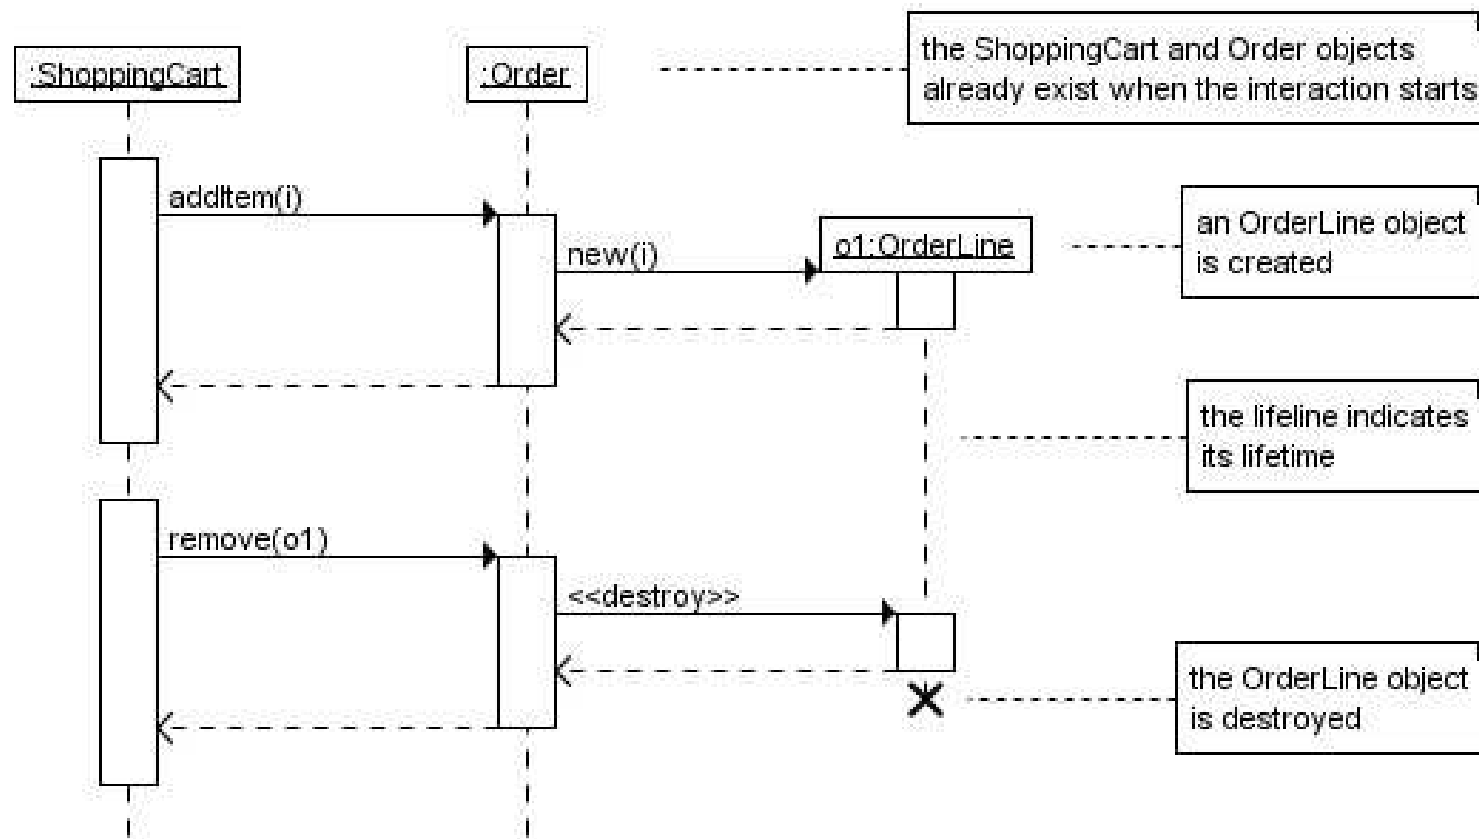 :ShoppingCart
:Order
the ShoppingCart and Order objects
already exist when the interaction starts
addItem(i)
new(i)
o1:OrderLine
an OrderLine object
is created
the lifeline indicates
its lifetime
remove(o1)
<<destroy>>
the OrderLine object
is destroyed